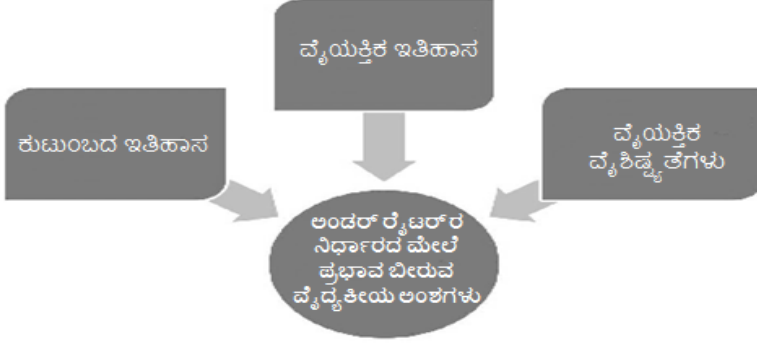 ವೈಯಕ್ತಿಕ ಇತಿಹಾಸ
ಕುಟುಂಬದ ಇತಿಹಾಸ
ವೈಯಕ್ತಿಕ
ವೈಶಿಷ್ಟ್ಯತೆಗಳು
ಅಂಡರ್ ರೈಟರ್‌ರ
ನಿರ್ಧಾರದ ಮೇಲೆ
ಪ್ರಭಾವ ಬೀರುವ
ವೈದ್ಯಕೀಯ ಅಂಶಗಳು